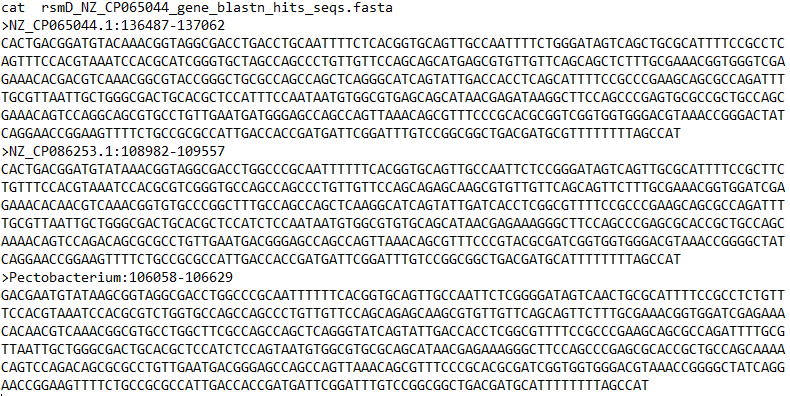 cat  rsmD_NZ_CP065044_gene_blastn_hits_seqs.fasta
>NZ_CP065044.1:136487-137062
CACTGACGGATGTACAAACGGTAGGCGACCTGACCTGCAATTTTCTCACGGTGCAGTTGCCAATTTTCTGGGATAGTCAGCTGCGCATTTTCCGCCTC
AGTTTCCACGTAAATCCACGCATCGGGTGCTAGCCAGCCCTGTTGTTCCAGCAGCATGAGCGTGTTGTTCAGCAGCTCTTTGCGAAACGGTGGGTCGA
GAAACACGACGTCAAACGGCGTACCGGGCTGCGCCAGCCAGCTCAGGGCATCAGTATTGACCACCTCAGCATTTTCCGCCCGAAGCAGCGCCAGATTT
TGCGTTAATTGCTGGGCGACTGCACGCTCCATTTCCAATAATGTGGCGTGAGCAGCATAACGAGATAAGGCTTCCAGCCCGAGTGCGCCGCTGCCAGC
GAAACAGTCCAGGCAGCGTGCCTGTTGAATGATGGGAGCCAGCCAGTTAAACAGCGTTTCCCGCACGCGGTCGGTGGTGGGACGTAAACCGGGACTAT
CAGGAACCGGAAGTTTTCTGCCGCGCCATTGACCACCGATGATTCGGATTTGTCCGGCGGCTGACGATGCGTTTTTTTTAGCCAT
>NZ_CP086253.1:108982-109557
CACTGACGGATGTATAAACGGTAGGCGACCTGGCCCGCAATTTTTTCACGGTGCAGTTGCCAATTCTCCGGGATAGTCAGTTGCGCATTTTCCGCTTC
TGTTTCCACGTAAATCCACGCGTCGGGTGCCAGCCAGCCCTGTTGTTCCAGCAGAGCAAGCGTGTTGTTCAGCAGTTCTTTGCGAAACGGTGGATCGA
GAAACACAACGTCAAACGGTGTGCCCGGCTTTGCCAGCCAGCTCAAGGCATCAGTATTGATCACCTCGGCGTTTTCCGCCCGAAGCAGCGCCAGATTT
TGCGTTAATTGCTGGGCGACTGCACGCTCCATCTCCAATAATGTGGCGTGTGCAGCATAACGAGAAAGGGCTTCCAGCCCGAGCGCACCGCTGCCAGC
AAAACAGTCCAGACAGCGCGCCTGTTGAATGACGGGAGCCAGCCAGTTAAACAGCGTTTCCCGTACGCGATCGGTGGTGGGACGTAAACCGGGGCTAT
CAGGAACCGGAAGTTTTCTGCCGCGCCATTGACCACCGATGATTCGGATTTGTCCGGCGGCTGACGATGCATTTTTTTTAGCCAT
>Pectobacterium:106058-106629
GACGAATGTATAAGCGGTAGGCGACCTGGCCCGCAATTTTTTCACGGTGCAGTTGCCAATTCTCGGGGATAGTCAACTGCGCATTTTCCGCCTCTGTT
TCCACGTAAATCCACGCGTCTGGTGCCAGCCAGCCCTGTTGTTCCAGCAGAGCAAGCGTGTTGTTCAGCAGTTCTTTGCGAAACGGTGGATCGAGAAA
CACAACGTCAAACGGCGTGCCTGGCTTCGCCAGCCAGCTCAGGGTATCAGTATTGACCACCTCGGCGTTTTCCGCCCGAAGCAGCGCCAGATTTTGCG
TTAATTGCTGGGCGACTGCACGCTCCATCTCCAGTAATGTGGCGTGCGCAGCATAACGAGAAAGGGCTTCCAGCCCGAGCGCACCGCTGCCAGCAAAA
CAGTCCAGACAGCGCGCCTGTTGAATGACGGGAGCCAGCCAGTTAAACAGCGTTTCCCGCACGCGATCGGTGGTGGGACGTAAACCGGGGCTATCAGG
AACCGGAAGTTTTCTGCCGCGCCATTGACCACCGATGATTCGGATTTGTCCGGCGGCTGACGATGCATTTTTTTTAGCCAT